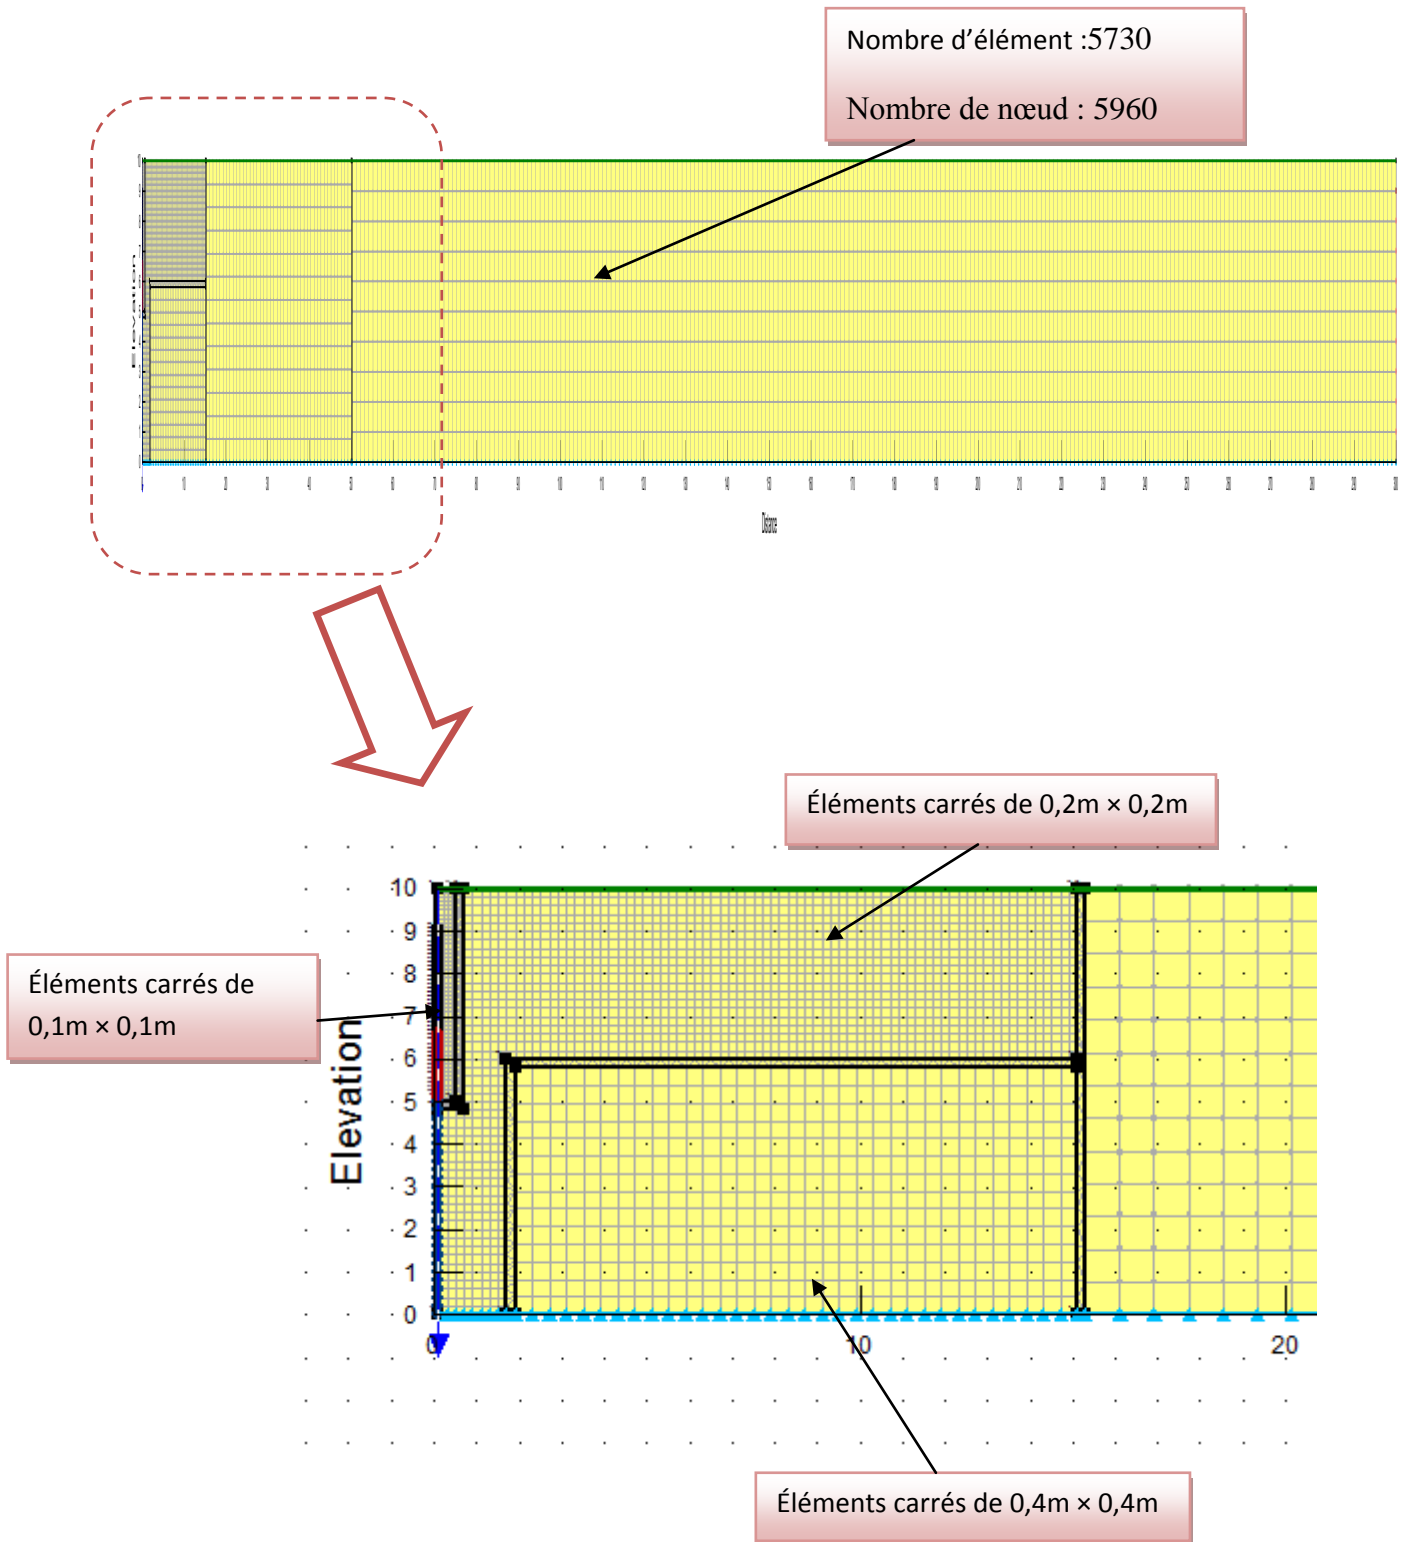 Nombre d’élément :5730
Nombre de nœud : 5960
Elevation
Distance
Éléments carrés de 0,2m × 0,2m
Éléments carrés de
0,1m × 0,1m
Elevation
10
9
8
7
6
5
4
3
2
1
0
0
10
20
Éléments carrés de 0,4m × 0,4m